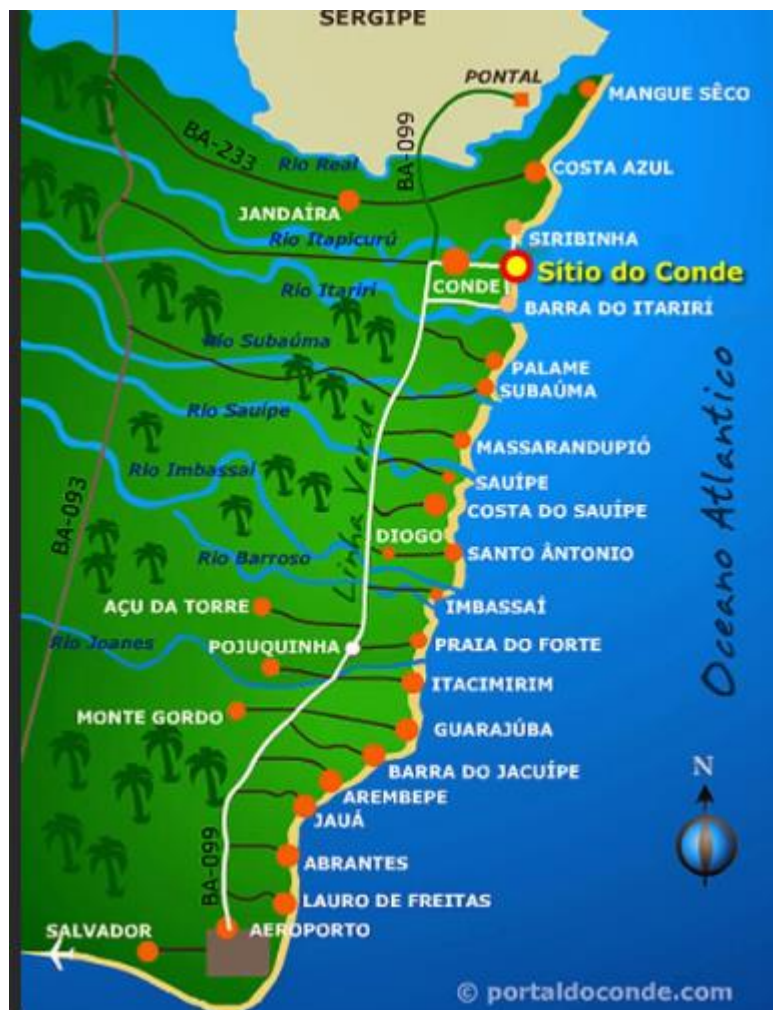 SERGIPE
PONTAL
MANGUE SÊCO
BA-099
BA-233
Rio Real
COSTA AZUL
JANDAÍRA
Rio Itapicurú
SIRIBINHA
Sítio do Conde
CONDE
Rio Itariri
BARRA DO ITARIRÍ
Rio Subaúma
PALAME
SUBAÚMA
Oceano Atlantico
Rio Sauípe
Linha Verde
MASSARANDUPIÓ
Rio Imbassaí
SAUÍPE
BA-093
COSTA DO SAUÍPE
DIOGO
SANTO ÂNTONIO
Rio Barroso
IMBASSAÍ
AÇU DA TORRE
Rio Joanes
POJUQUINHA
PRAIA DO FORTE
ITACIMIRIM
MONTE GORDO
GUARAJÚBA
BARRA DO JACUÍPE
N
AREMBEPE
JAUÁ
BA-099
ABRANTES
LAURO DE FREITAS
SALVADOR
AEROPORTO
© portaldoconde.com